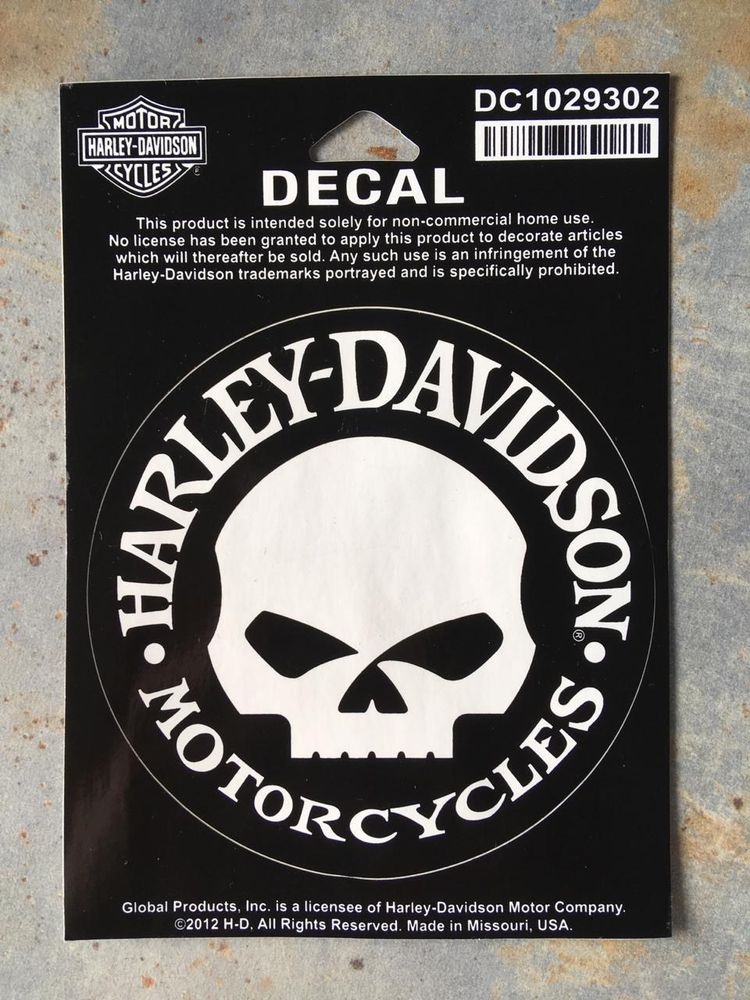 MOTOR
HARLEY-DAVIDSON
CYCLES
DC1029302
DECAL
This product is intended solely for non-commercial home use.
No license has been granted to apply this product to decorate articles
which will thereafter be sold. Any such use is an infringement of the
Harley-Davidson trademarks portrayed and is specifically prohibited.
• HARLEY-DAVIDSON •
®
MOTORCYCLES
Global Products, Inc. is a licensee of Harley-Davidson Motor Company.
©2012 H-D, All Rights Reserved. Made in Missouri, USA.